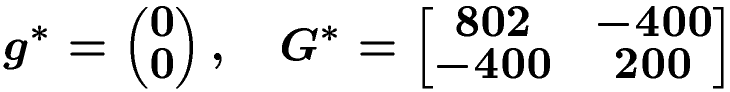 g* = (0 0), G* = [802 −400 −400 200]